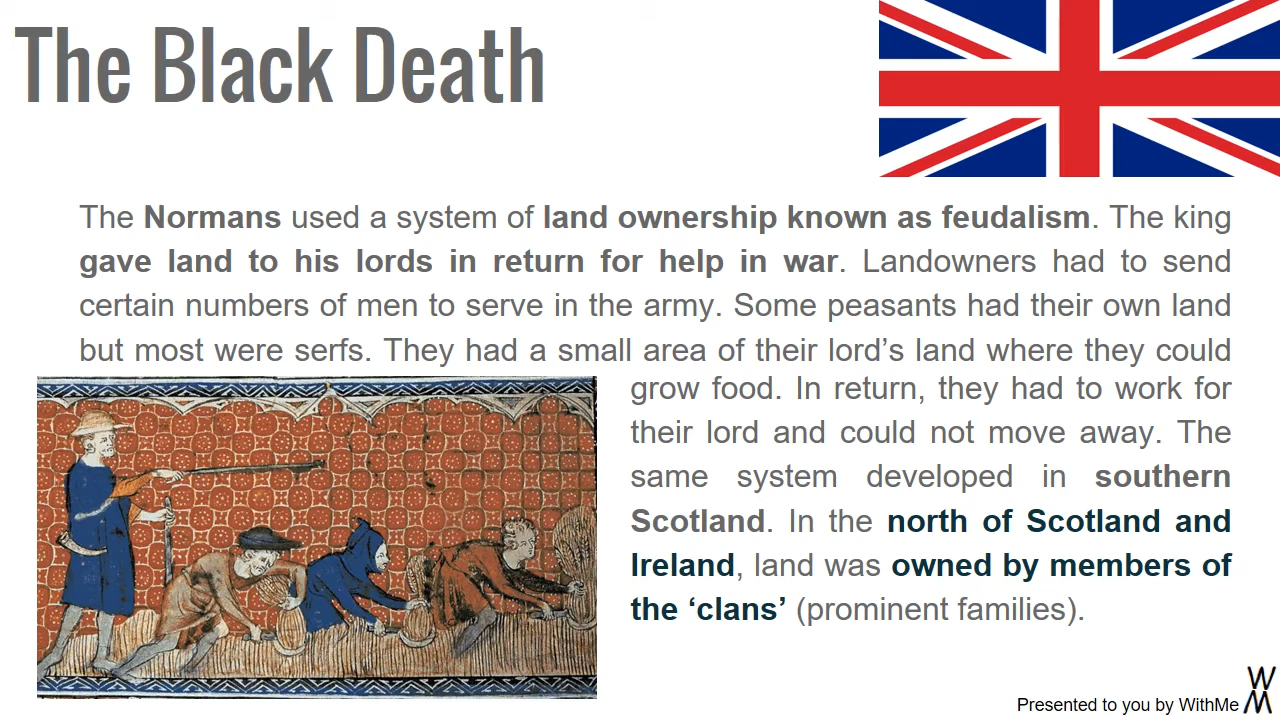 The Black Death
The Normans used a system of land ownership known as feudalism. The king
gave land to his lords in return for help in war. Landowners had to send
certain numbers of men to serve in the army. Some peasants had their own land
but most were serfs. They had a small area of their lord’s land where they could
grow food. In return, they had to work for
their lord and could not move away. The
same system developed in southern
Scotland. In the north of Scotland and
Ireland, land was owned by members of
the ‘clans’ (prominent families).
Presented to you by WithMe
W
M